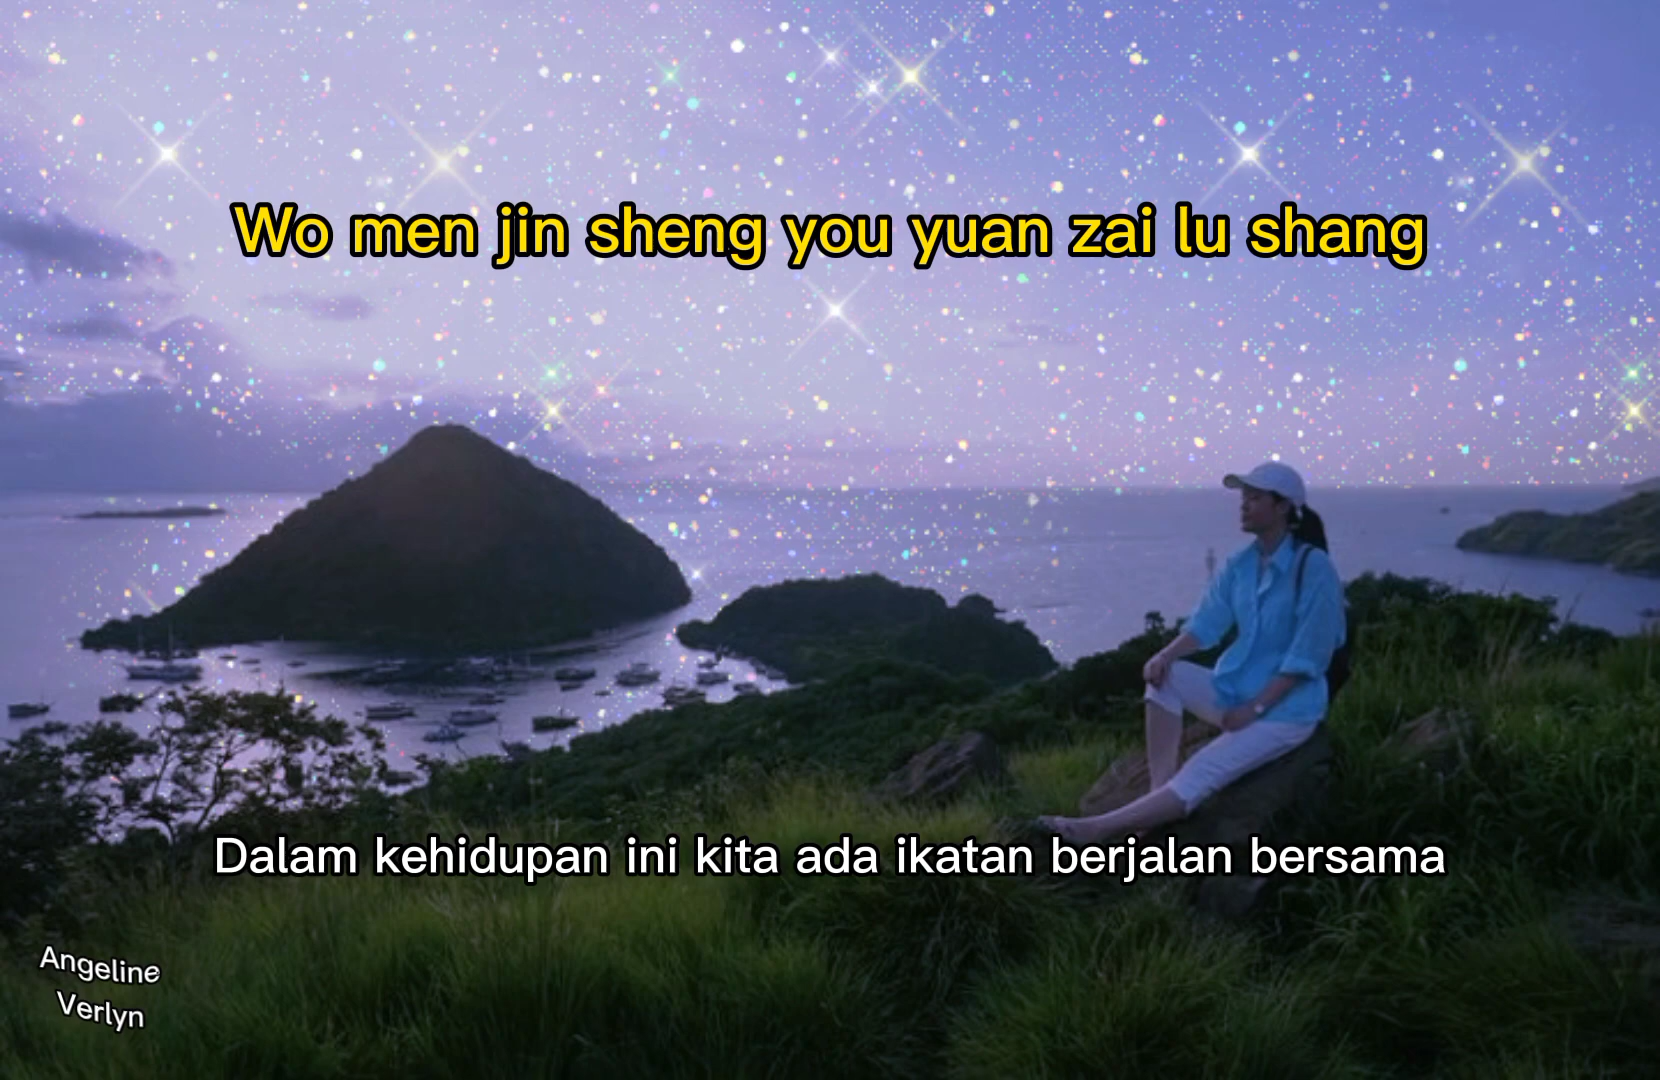 Wo men jin sheng you yuan zai lu shang
Dalam kehidupan ini kita ada ikatan berjalan bersama
Angeline
Verlyn